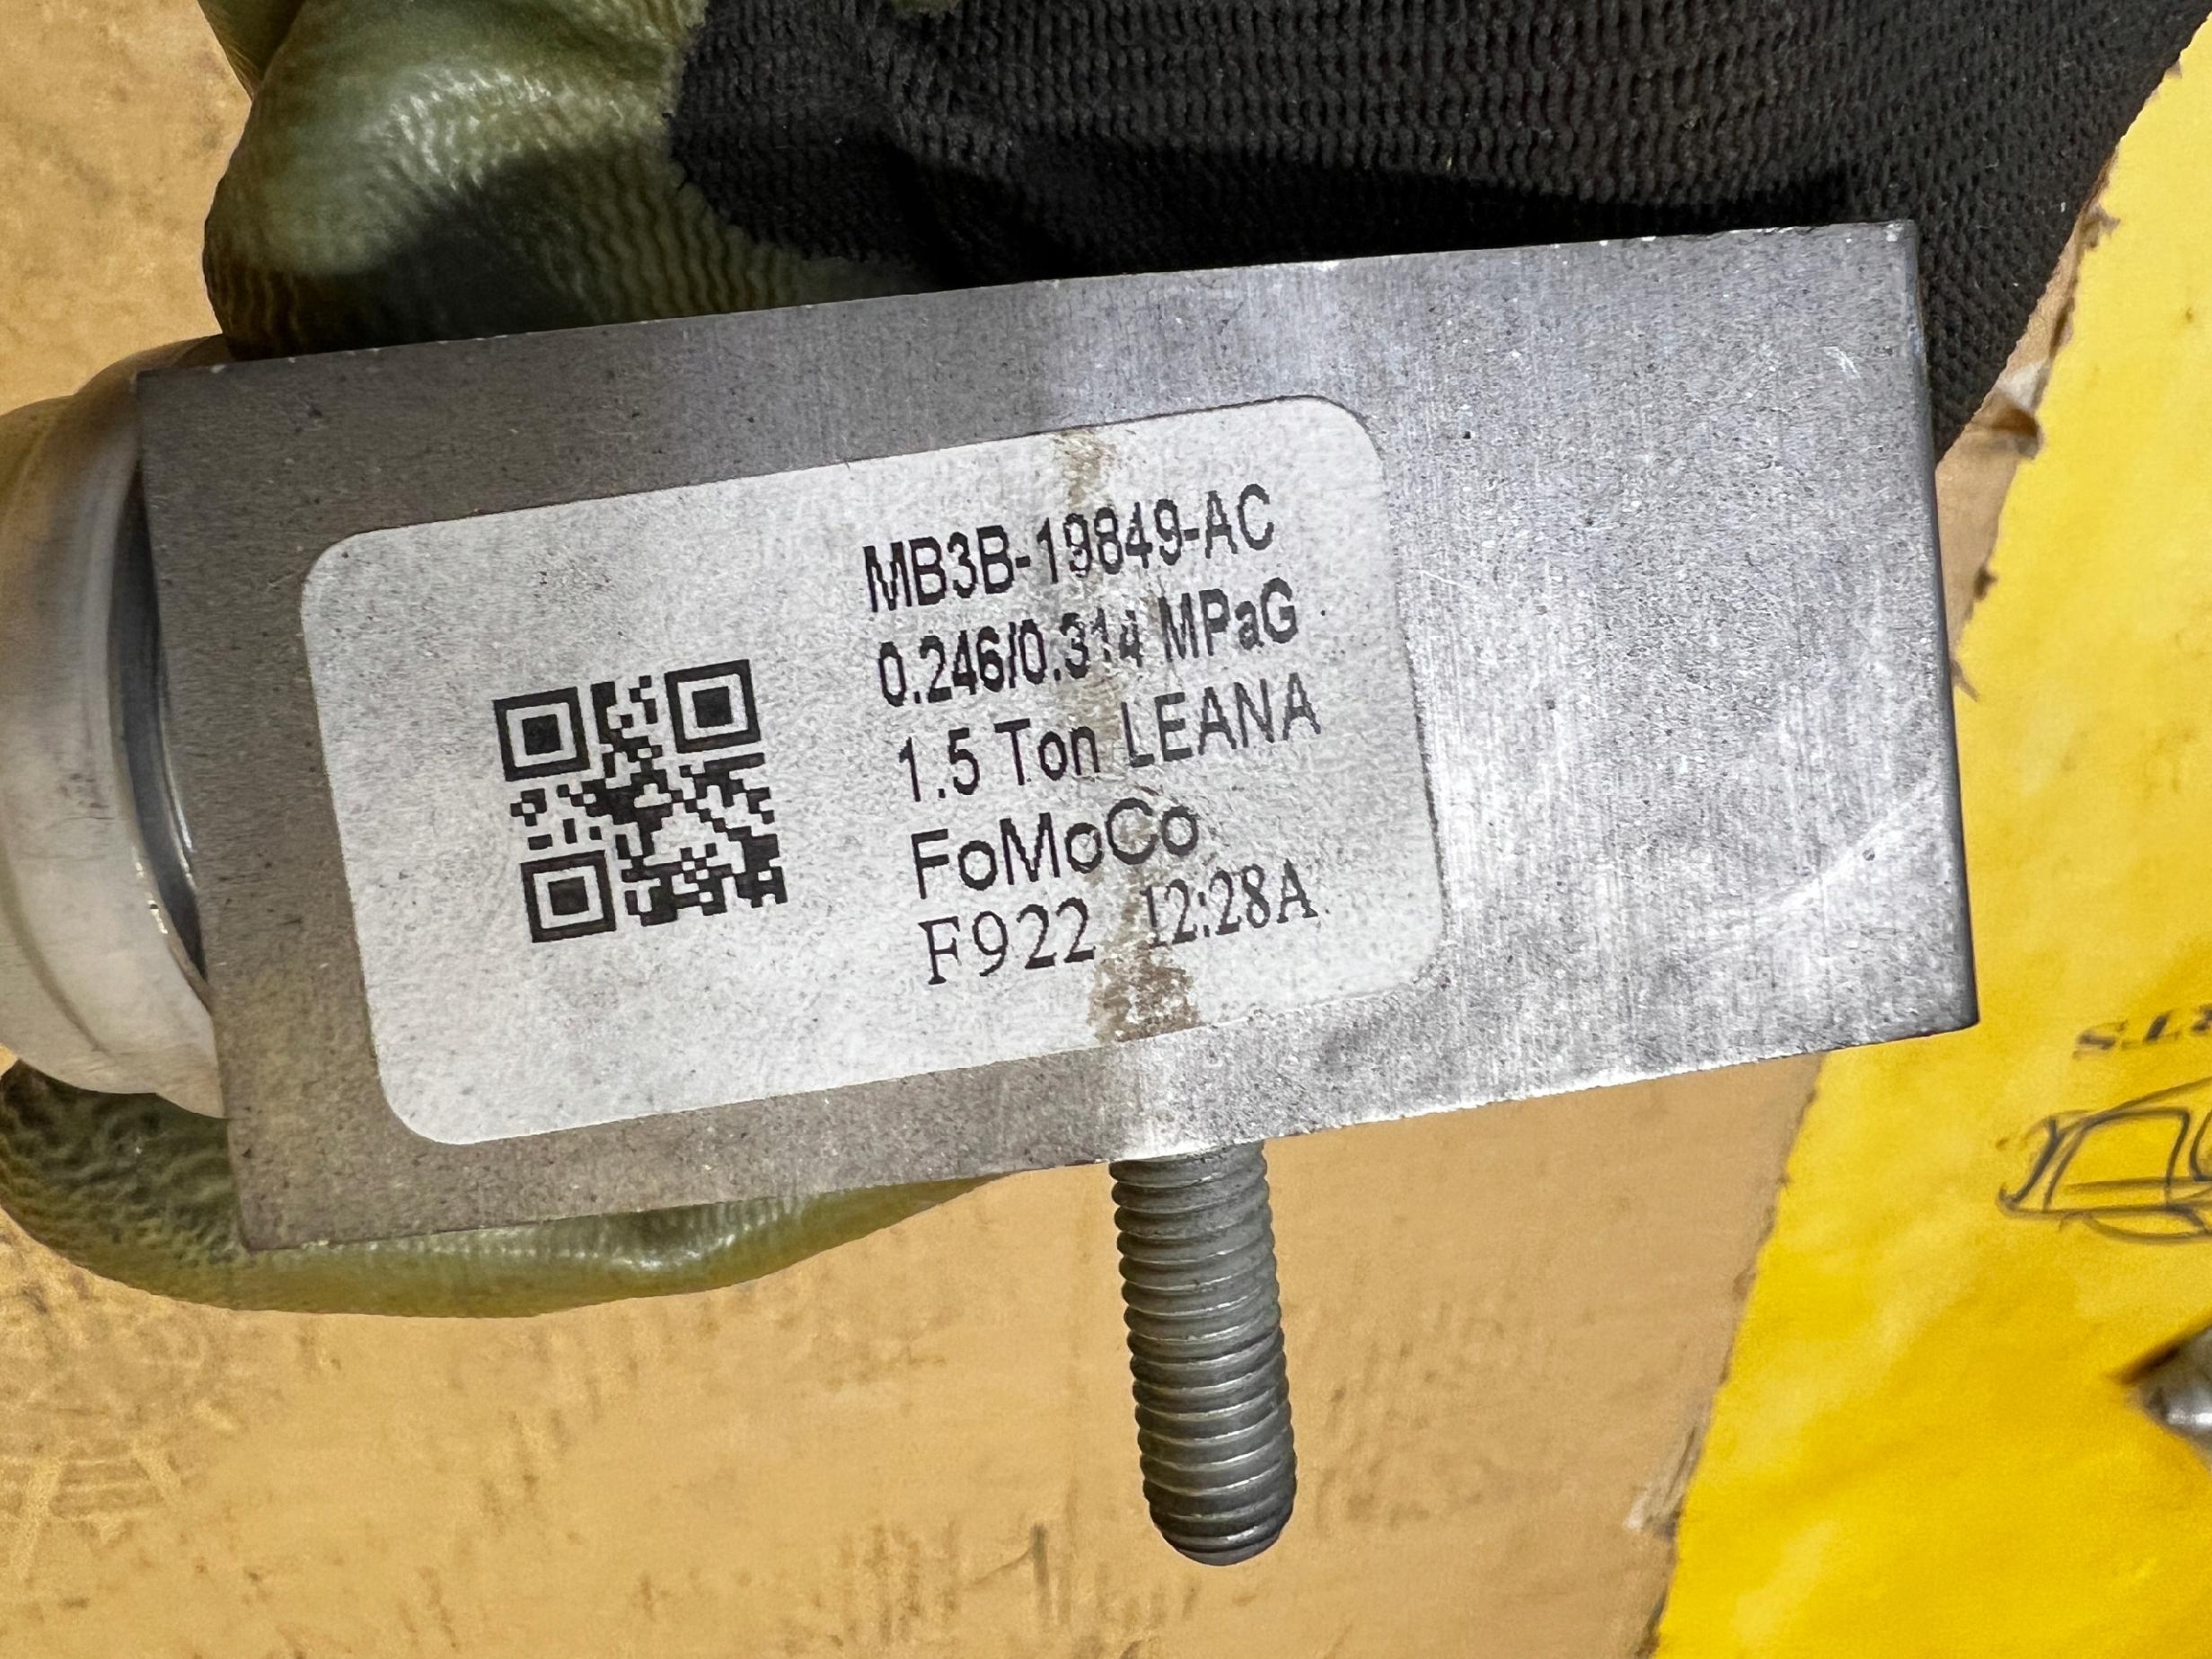 MB3B-19849-AC
0.246/0.314 MPaG
1.5 Ton LEANA
FoMoCo
F922 12:28A